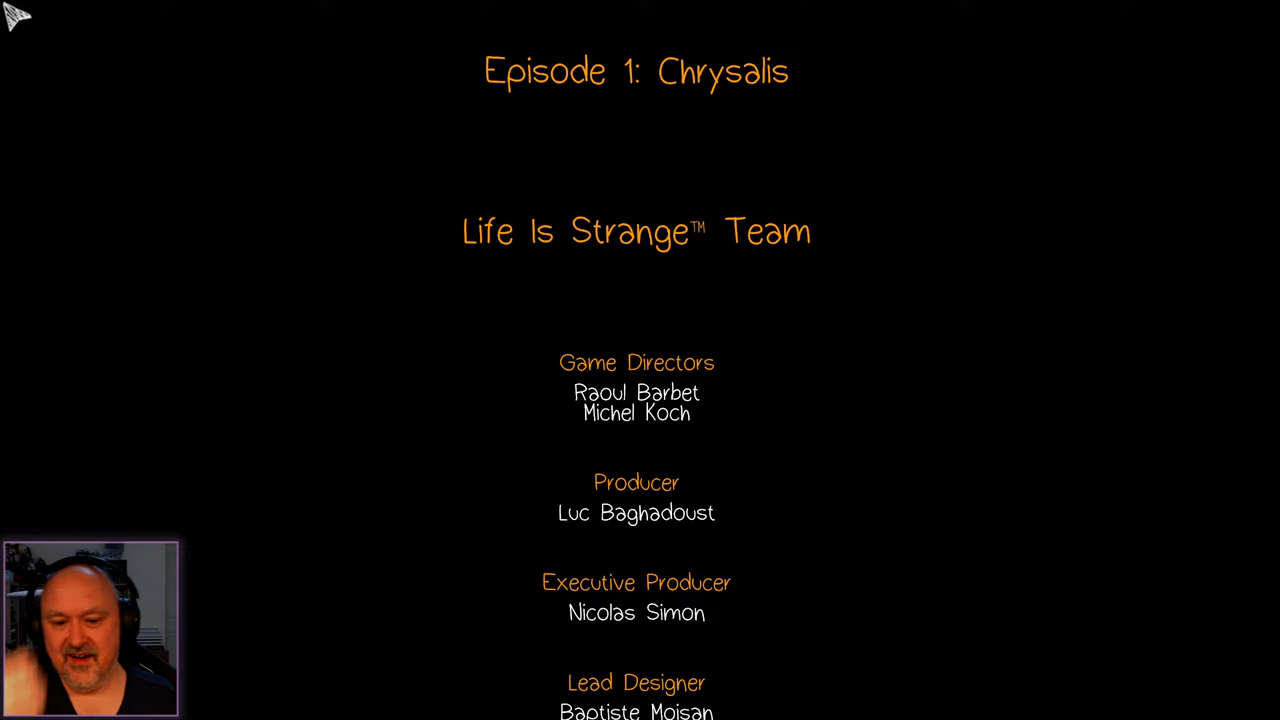 Episode 1: Chrysalis
Life Is Strange™ Team
Game Directors
Raoul Barbet
Michel Koch
Producer
Luc Baghadoust
Executive Producer
Nicolas Simon
Lead Designer
Baptiste Moisan